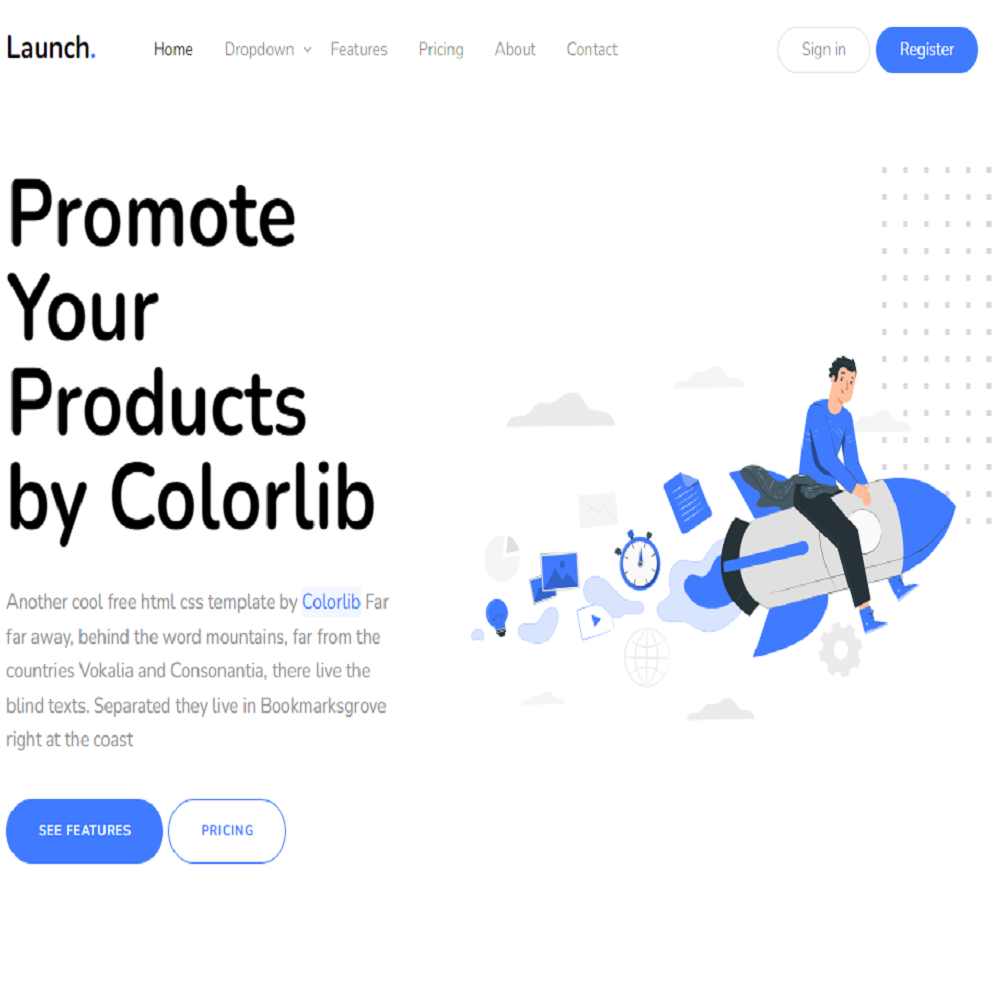 Launch. Home Dropdown Features Pricing About Contact Sign in Register
Promote
Your
Products
by Colorlib
Another cool free html css template by Colorlib Far
far away, behind the word mountains, far from the
countries Vokalia and Consonantia, there live the
blind texts. Separated they live in Bookmarksgrove
right at the coast
SEE FEATURES PRICING